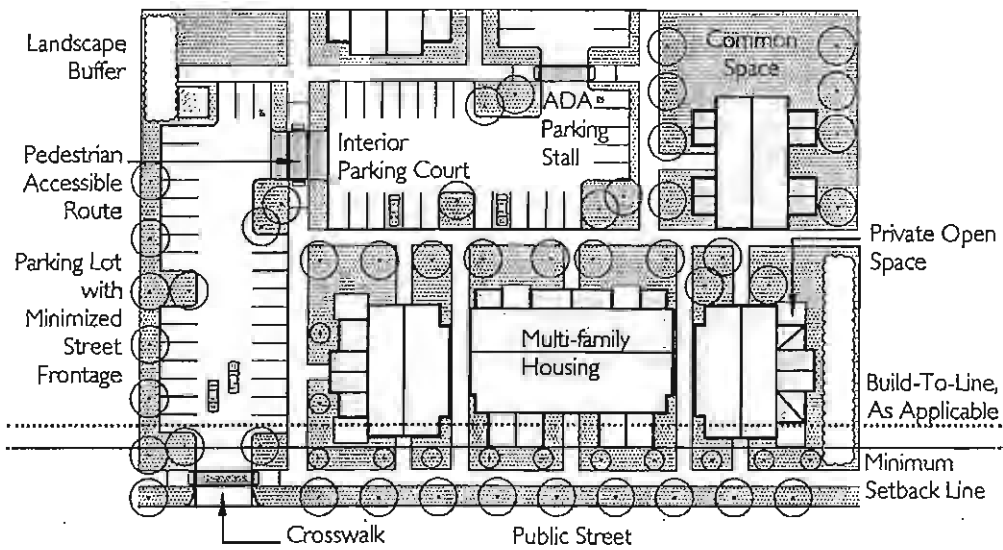 Landscape
Buffer
Common
Space
ADA
Parking
Stall
Interior
Parking Court
Pedestrian
Accessible
Route
Private Open
Space
Parking Lot
with
Minimized
Street
Frontage
Multi-family
Housing
Build-To-Line,
As Applicable
Minimum
Setback Line
Crosswalk
Public Street